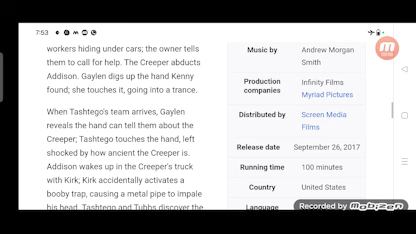 7:53
workers hiding under cars; the owner tells
them to call for help. The Creeper abducts
Addison. Gaylen digs up the hand Kenny
found; she touches it, going into a trance.
When Tashtego's team arrives, Gaylen
reveals the hand can tell them about the
Creeper; Tashtego touches the hand, left
shocked by how ancient the Creeper is.
Addison wakes up in the Creeper's truck
with Kirk; Kirk accidentally activates a
booby trap, causing a metal pipe to impale
his head. Tashtego and Tubbs discover the
Music by Andrew Morgan
Smith
Production Infinity Films
companies Myriad Pictures
Distributed by Screen Media
Films
Release date September 26, 2017
Running time 100 minutes
Country United States
Language
Recorded by Mobizen